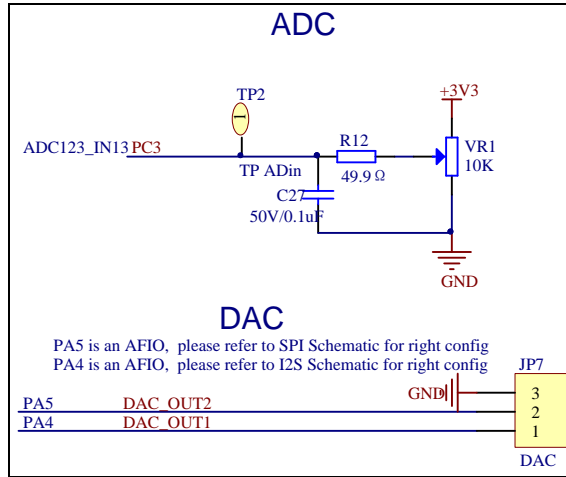 ADC
TP2
1
+3V3
ADC123_IN13 PC3
R12
VR1
10K
TP ADin
49.9Ω
C27
50V/0.1uF
GND
DAC
PA5 is an AFIO, please refer to SPI Schematic for right config
PA4 is an AFIO, please refer to I2S Schematic for right config
JP7
GND
3
PA5 DAC_OUT2
2
PA4 DAC_OUT1
1
DAC